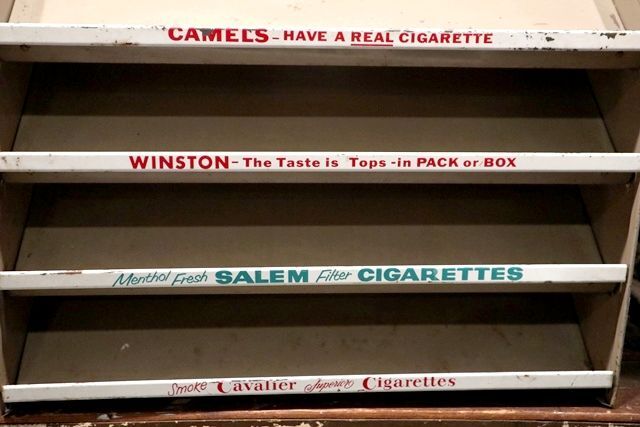 CAMELS - HAVE A REAL CIGARETTE
WINSTON - The Taste is Tops - in PACK or BOX
Menthol Fresh SALEM Filter CIGARETTES
Smoke Cavalier Superior Cigarettes